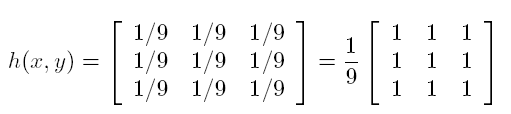 h(x, y) = [ 1/9 1/9 1/9 ] = 1/9 [ 1 1 1 ]
[ 1/9 1/9 1/9 ] [ 1 1 1 ]
[ 1/9 1/9 1/9 ] [ 1 1 1 ]